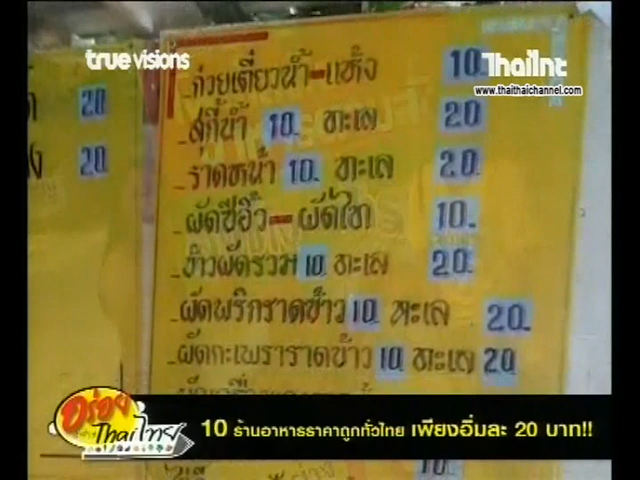 true visions
ThaiInt
www.thaithaichannel.com
ก๋วยเตี๋ยวน้ำ-แห้ง 10.
สุกี้น้ำ 10. ทะเล 20
ราดหน้า 10. ทะเล 20.
ผัดซีอิ๊ว-ผัดไท 10.
ข้าวผัดรวม 10. ทะเล 20.
ผัดพริกราดข้าว 10. ทะเล 20.
ผัดกะเพราราดข้าว 10. ทะเล 20.
20
20.
10.
อร่อย
Thaiไทย
10 ร้านอาหารราคาถูกทั่วไทย เพียงอิ่มละ 20 บาท!!